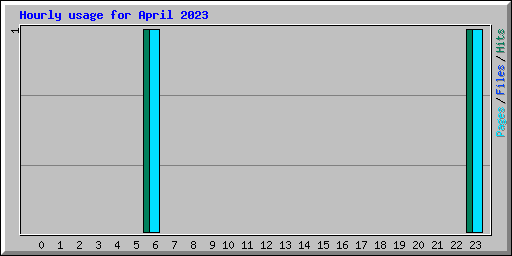 Hourly usage for April 2023
1
Pages/Files/Hits
0 1 2 3 4 5 6 7 8 9 10 11 12 13 14 15 16 17 18 19 20 21 22 23